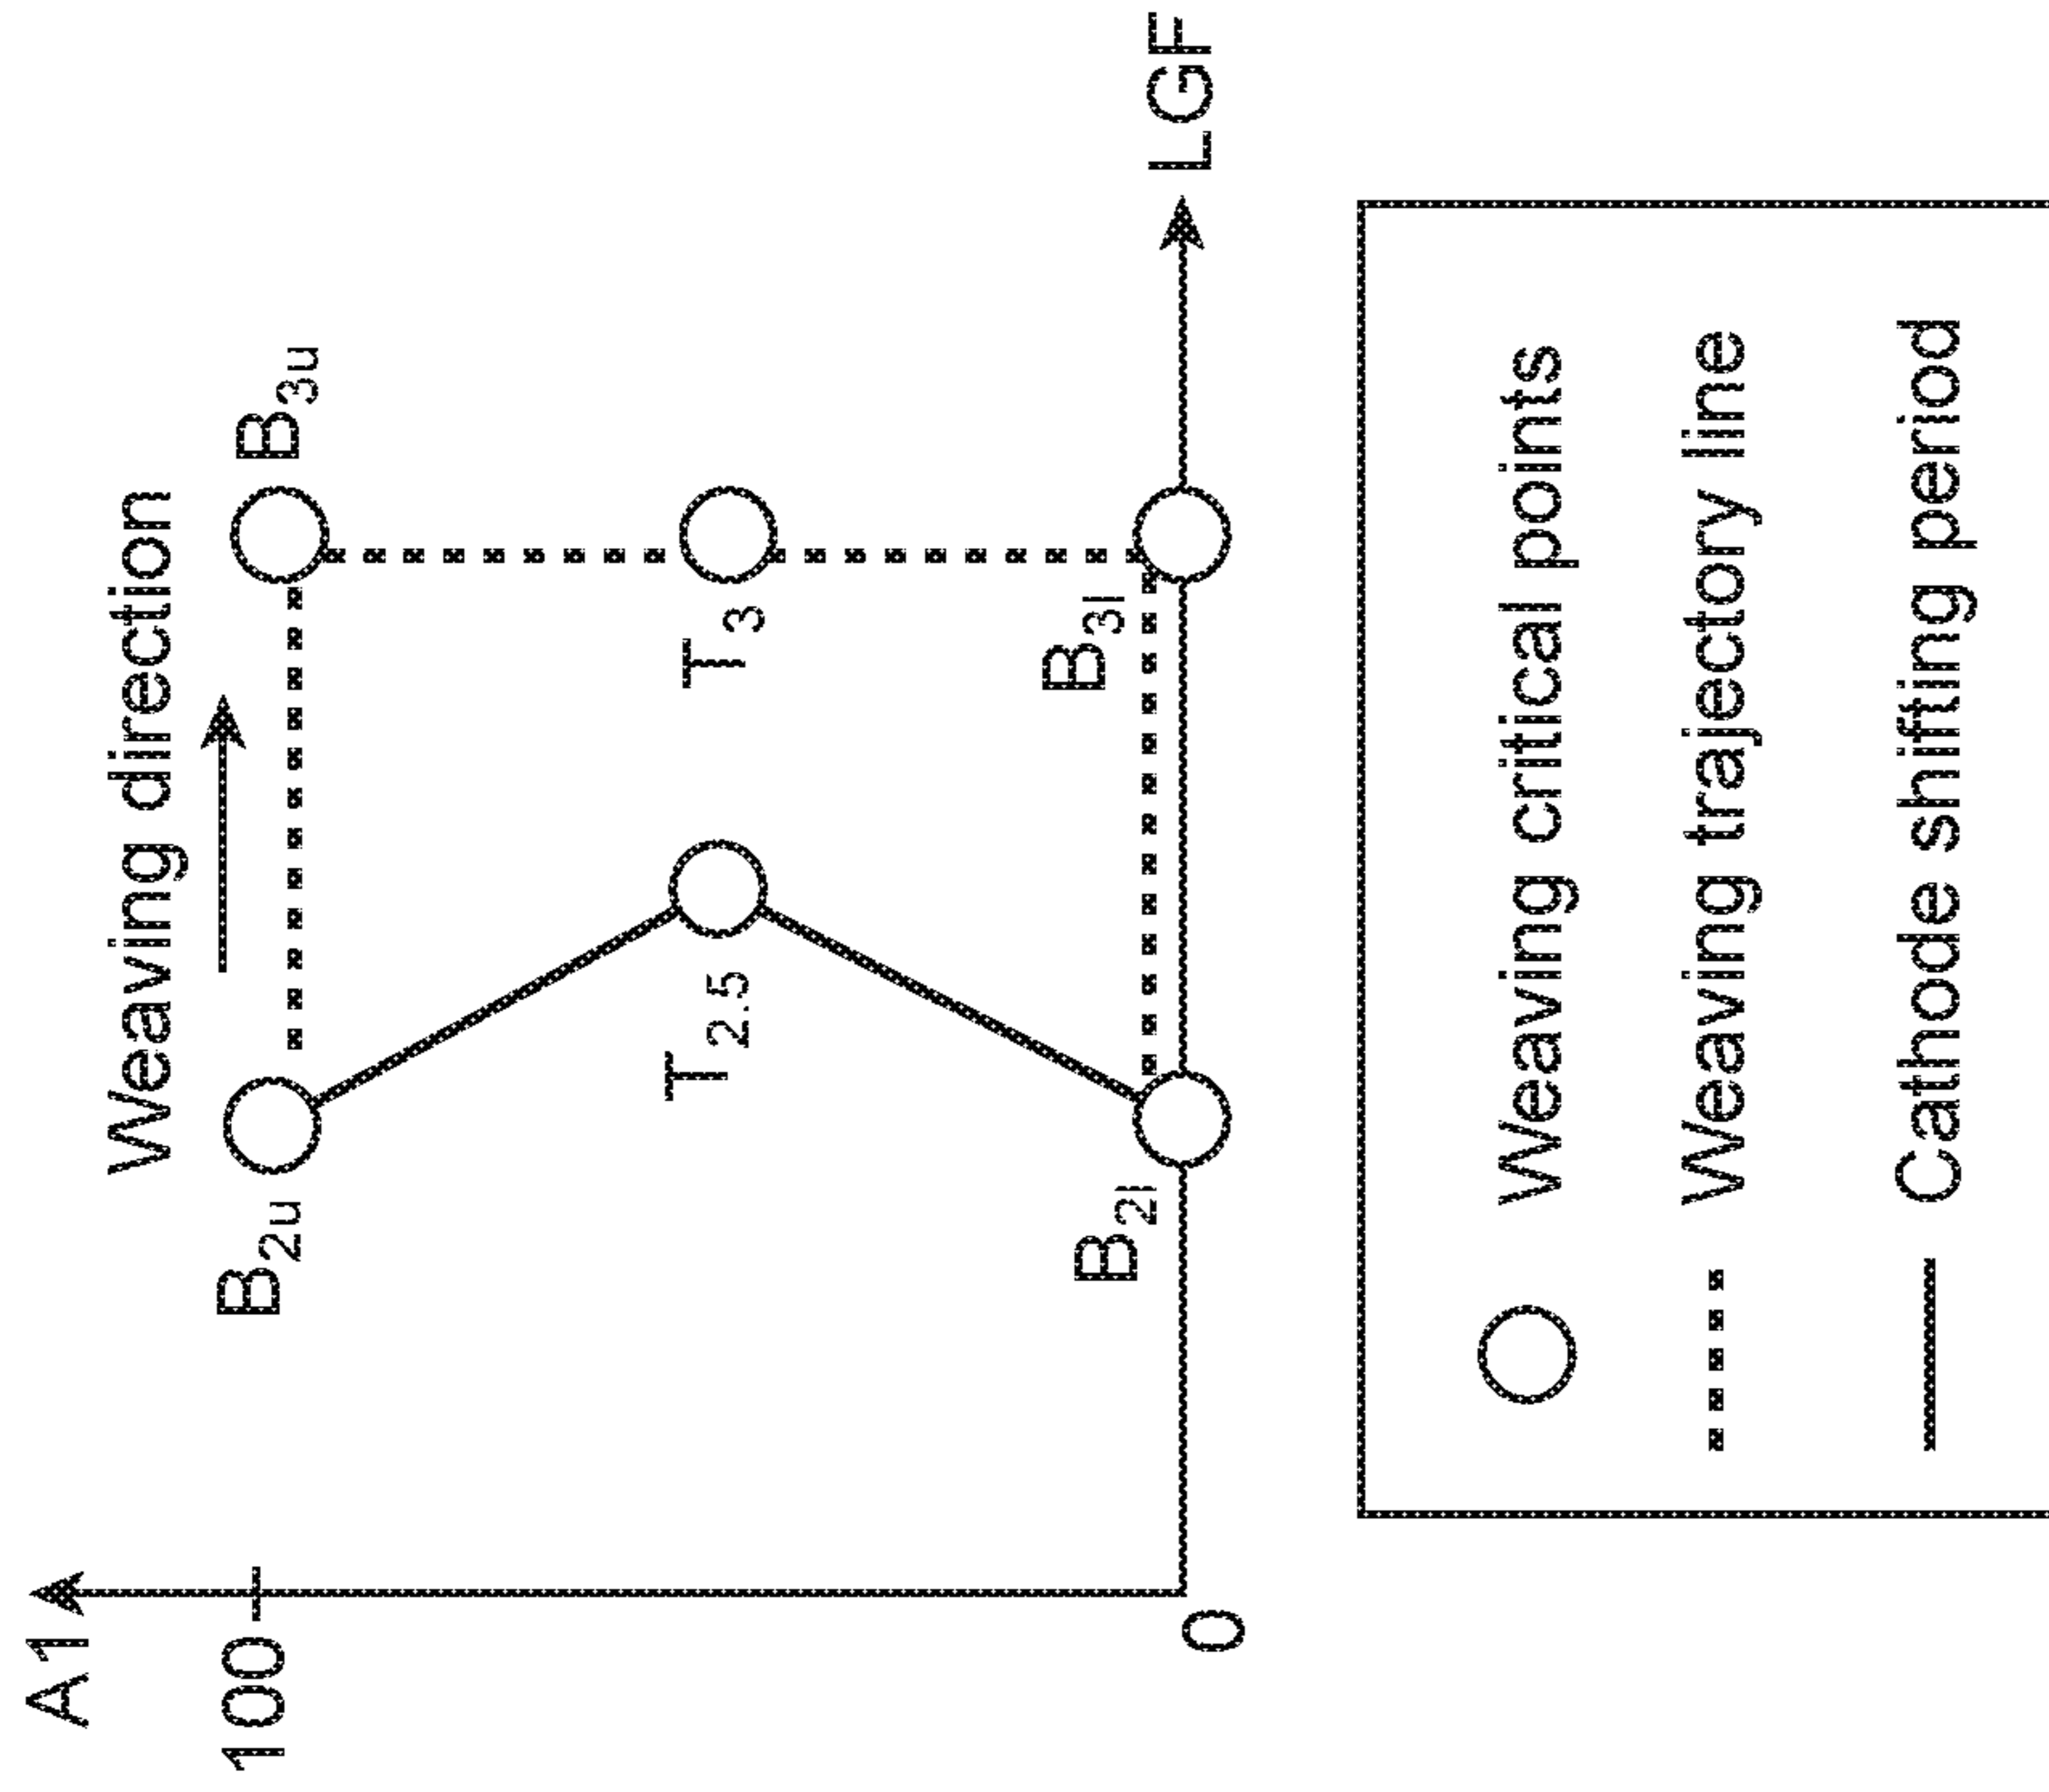 A1
Weaving direction
100
B2u
B3u
T2.5
T3
B2l
B3l
0
LGF
Weaving critical points
Weaving trajectory line
Cathode shifting period